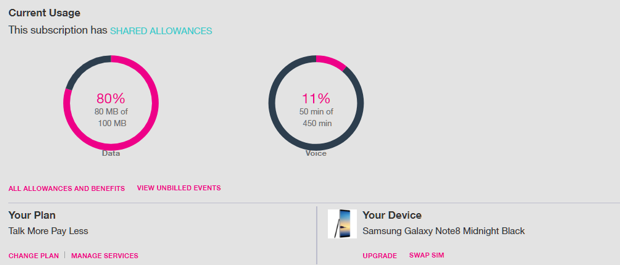 Current Usage
This subscription has SHARED ALLOWANCES
80%
80 MB of
100 MB
Data
11%
50 min of
450 min
Voice
ALL ALLOWANCES AND BENEFITS VIEW UNBILLED EVENTS
Your Plan
Talk More Pay Less
CHANGE PLAN | MANAGE SERVICES
Your Device
Samsung Galaxy Note8 Midnight Black
UPGRADE SWAP SIM